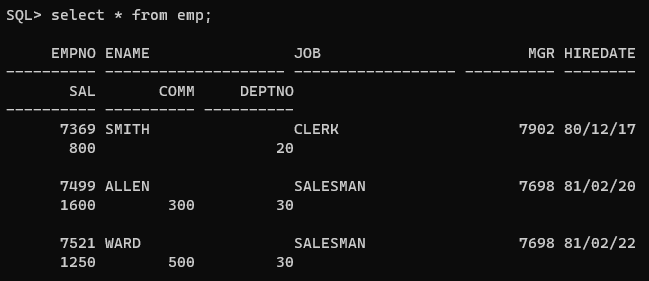 SQL> select * from emp;
EMPNO ENAME JOB MGR HIREDATE
---------- -------------------- ------------------ ---------- --------
SAL COMM DEPTNO
---------- ---------- ----------
7369 SMITH CLERK 7902 80/12/17
800 20
7499 ALLEN SALESMAN 7698 81/02/20
1600 300 30
7521 WARD SALESMAN 7698 81/02/22
1250 500 30